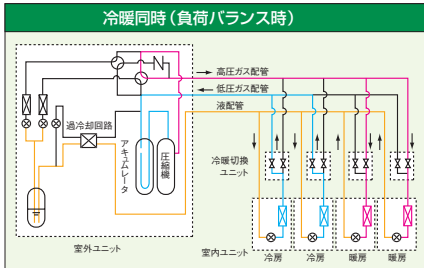 冷暖同時(負荷バランス時)
高圧ガス配管
低圧ガス配管
液配管
過冷却回路
アキュムレータ
圧縮機
冷暖切換
ユニット
室外ユニット
室内ユニット
冷房
冷房
暖房
暖房